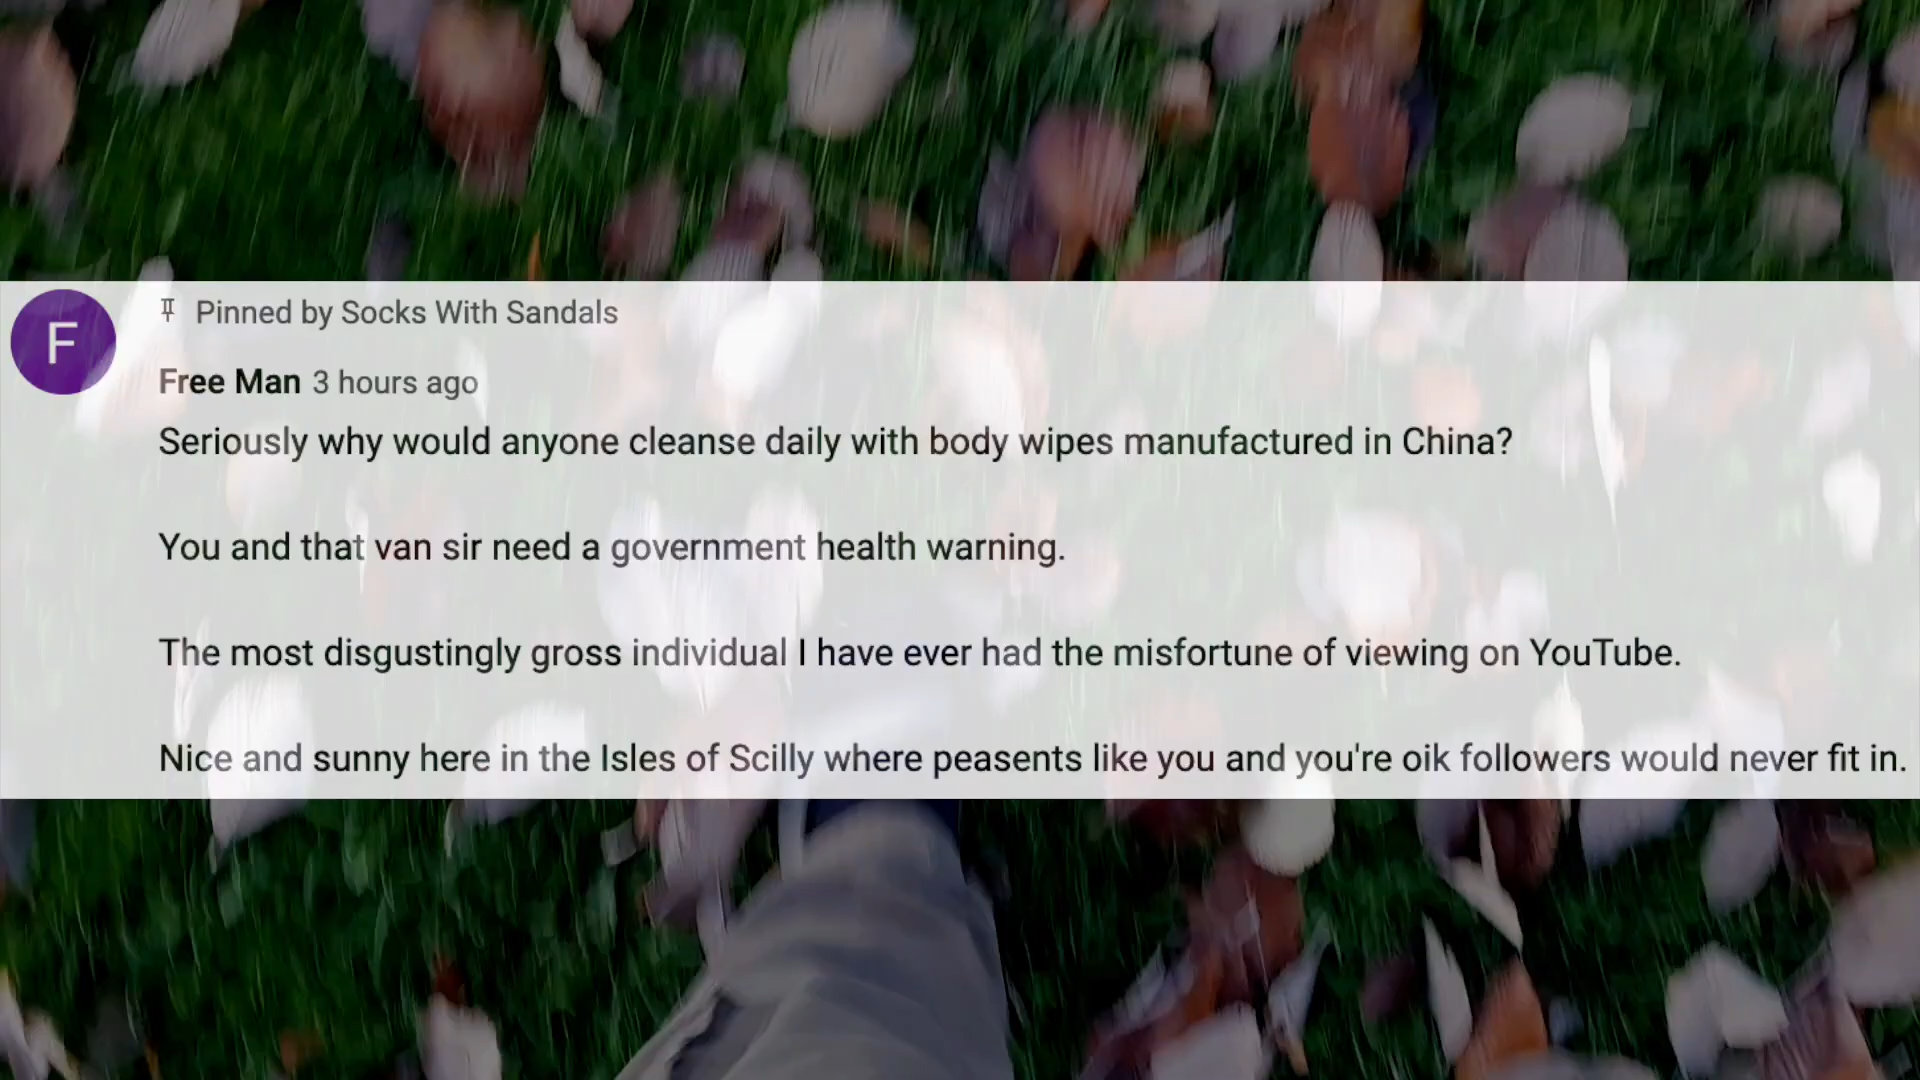 F
Pinned by Socks With Sandals
Free Man 3 hours ago
Seriously why would anyone cleanse daily with body wipes manufactured in China?
You and that van sir need a government health warning.
The most disgustingly gross individual I have ever had the misfortune of viewing on YouTube.
Nice and sunny here in the Isles of Scilly where peasents like you and you're oik followers would never fit in.